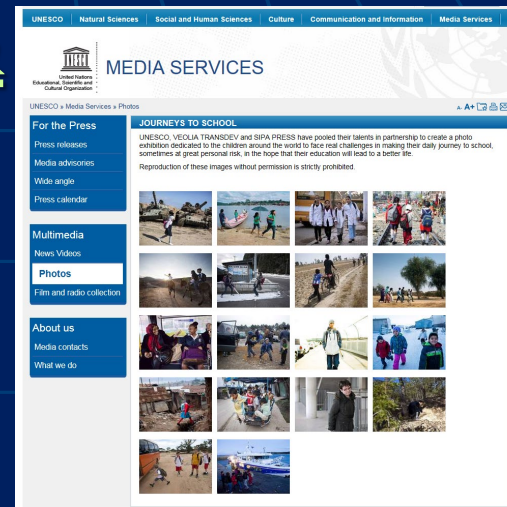 UNESCO Natural Sciences Social and Human Sciences Culture Communication and Information Media Services
United Nations
Educational, Scientific and
Cultural Organization
MEDIA SERVICES
UNESCO » Media Services » Photos
A- A+
For the Press
Press releases
Media advisories
Wide angle
Press calendar
Multimedia
News Videos
Photos
Film and radio collection
About us
Media contacts
What we do
JOURNEYS TO SCHOOL
UNESCO, VEOLIA TRANSDEV and SIPA PRESS have pooled their talents in partnership to create a photo
exhibition dedicated to the children around the world to face real challenges in making their daily journey to school,
sometimes at great personal risk, in the hope that their education will lead to a better life.
Reproduction of these images without permission is strictly prohibited.